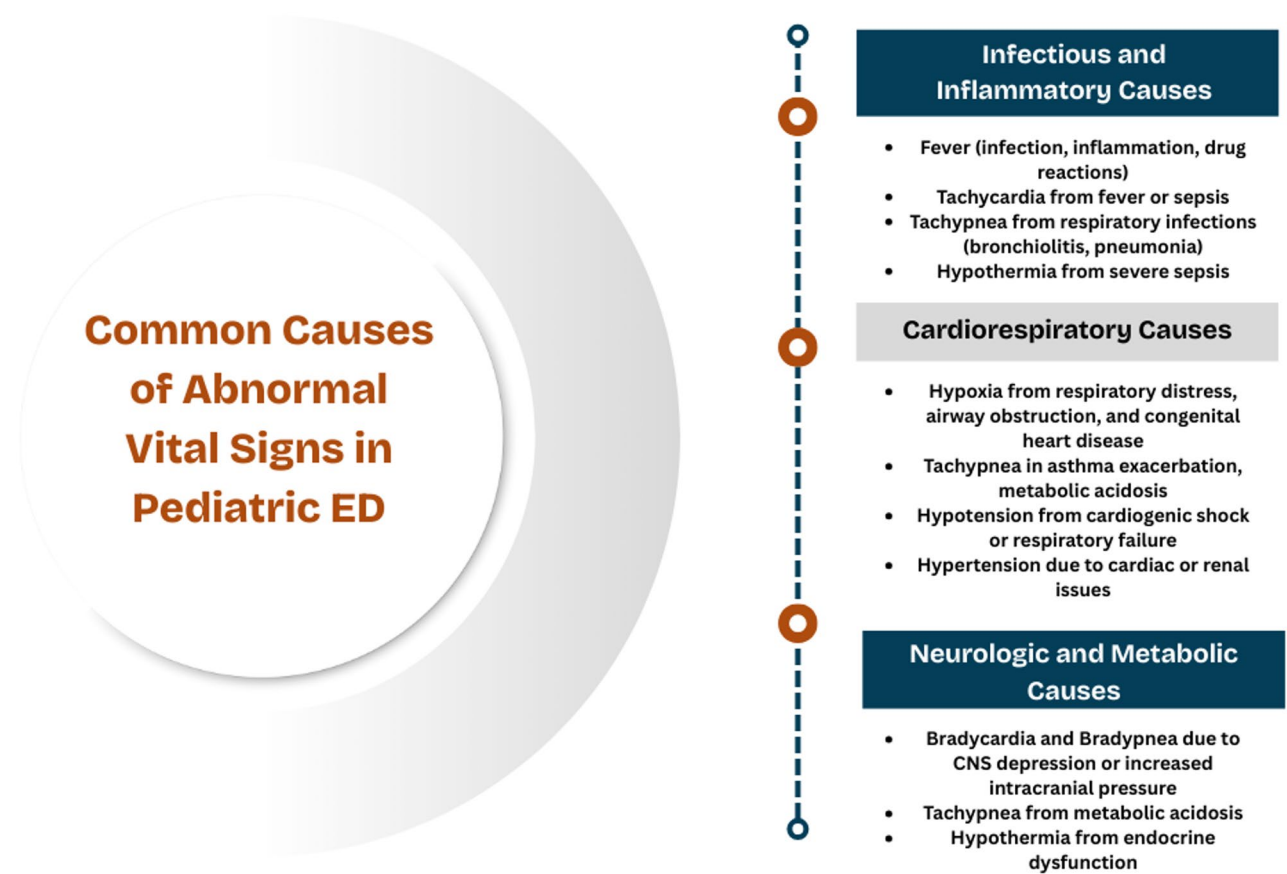 Common Causes
of Abnormal
Vital Signs in
Pediatric ED
Infectious and
Inflammatory Causes
• Fever (infection, inflammation, drug
reactions)
• Tachycardia from fever or sepsis
• Tachypnea from respiratory infections
(bronchiolitis, pneumonia)
• Hypothermia from severe sepsis
Cardiorespiratory Causes
• Hypoxia from respiratory distress,
airway obstruction, and congenital
heart disease
• Tachypnea in asthma exacerbation,
metabolic acidosis
• Hypotension from cardiogenic shock
or respiratory failure
• Hypertension due to cardiac or renal
issues
Neurologic and Metabolic
Causes
• Bradycardia and Bradypnea due to
CNS depression or increased
intracranial pressure
• Tachypnea from metabolic acidosis
• Hypothermia from endocrine
dysfunction